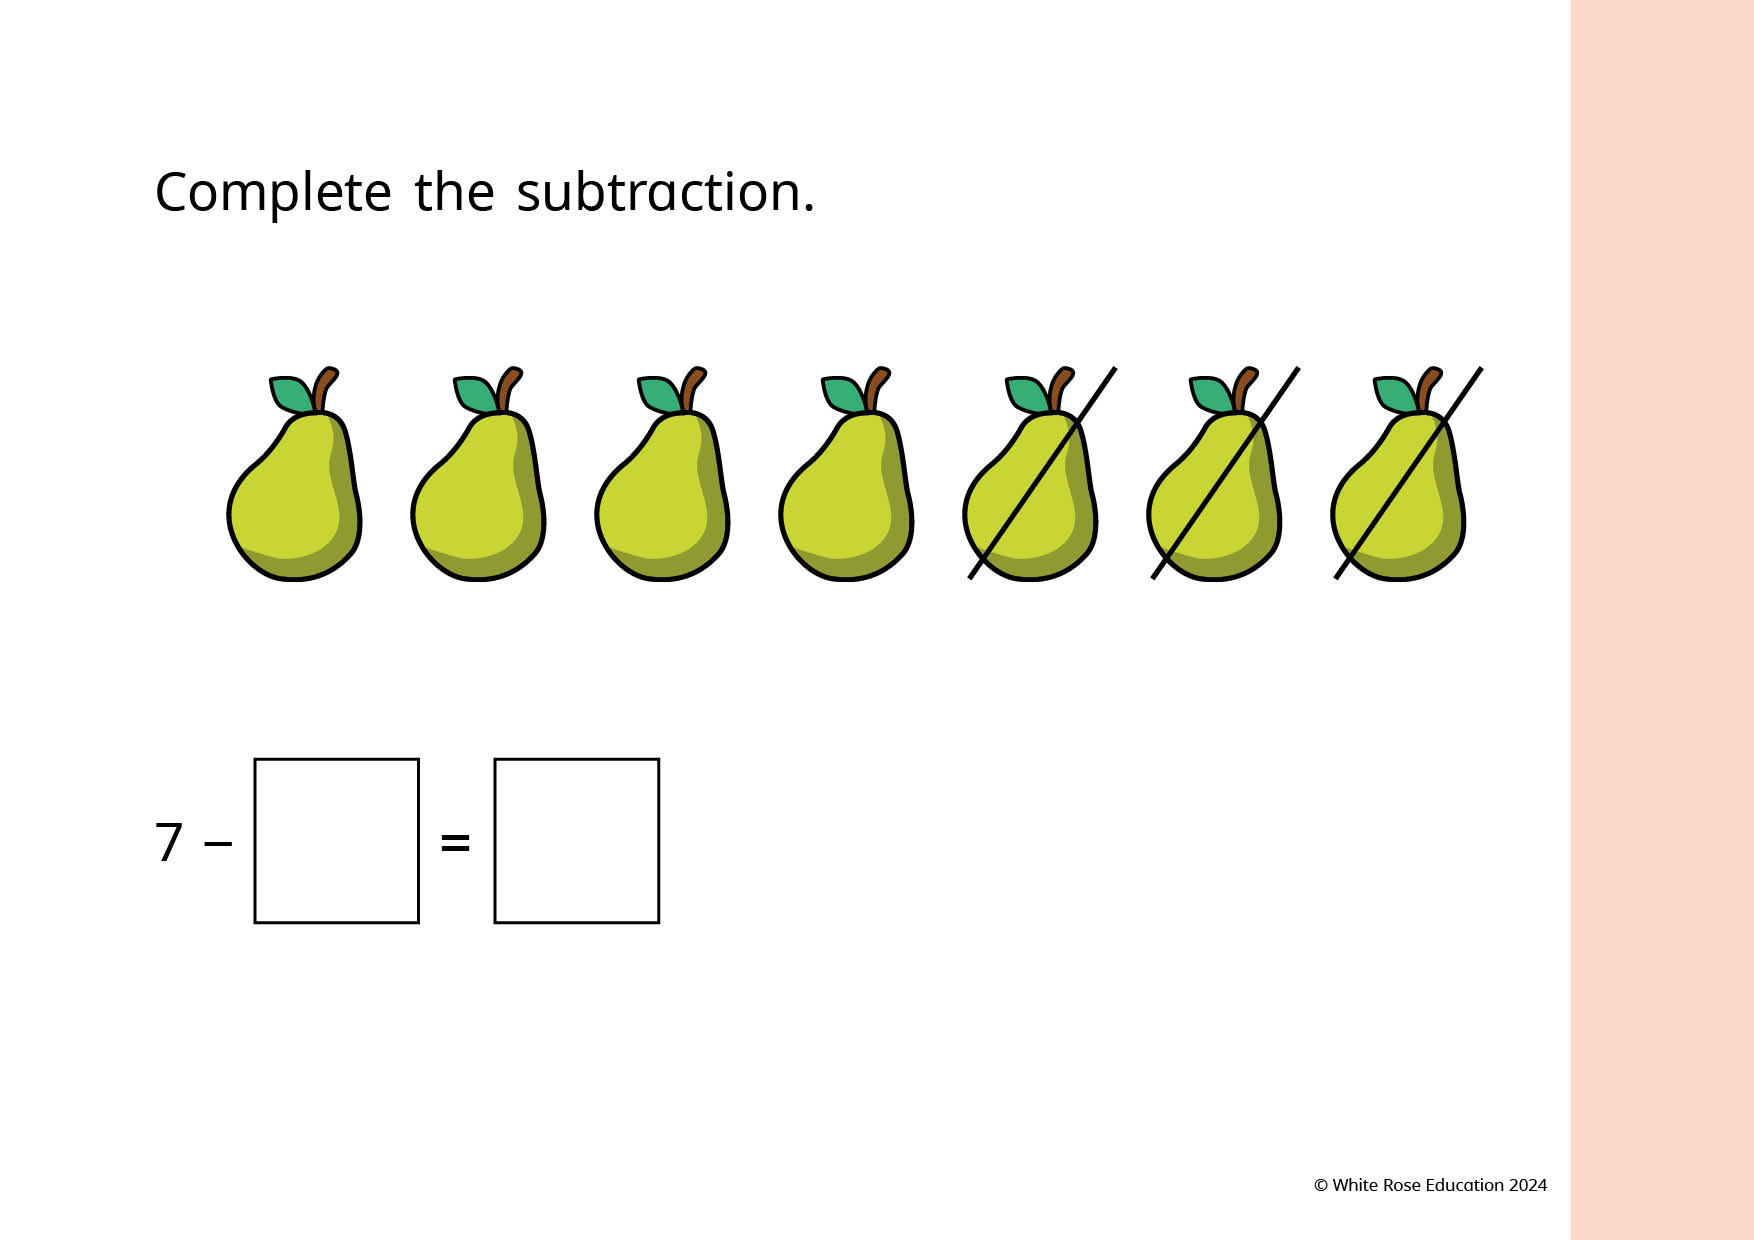 Complete the subtraction.
7 − =
© White Rose Education 2024